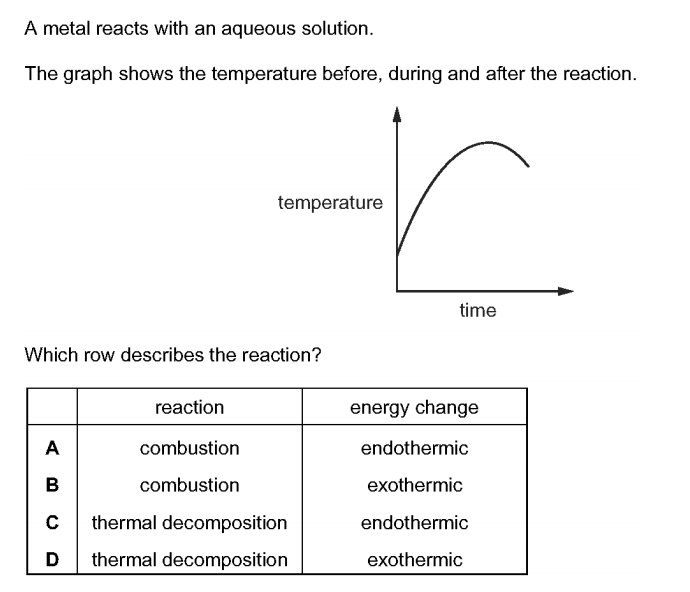 A metal reacts with an aqueous solution.
The graph shows the temperature before, during and after the reaction.
temperature
time
Which row describes the reaction?
reaction energy change
A combustion endothermic
B combustion exothermic
C thermal decomposition endothermic
D thermal decomposition exothermic